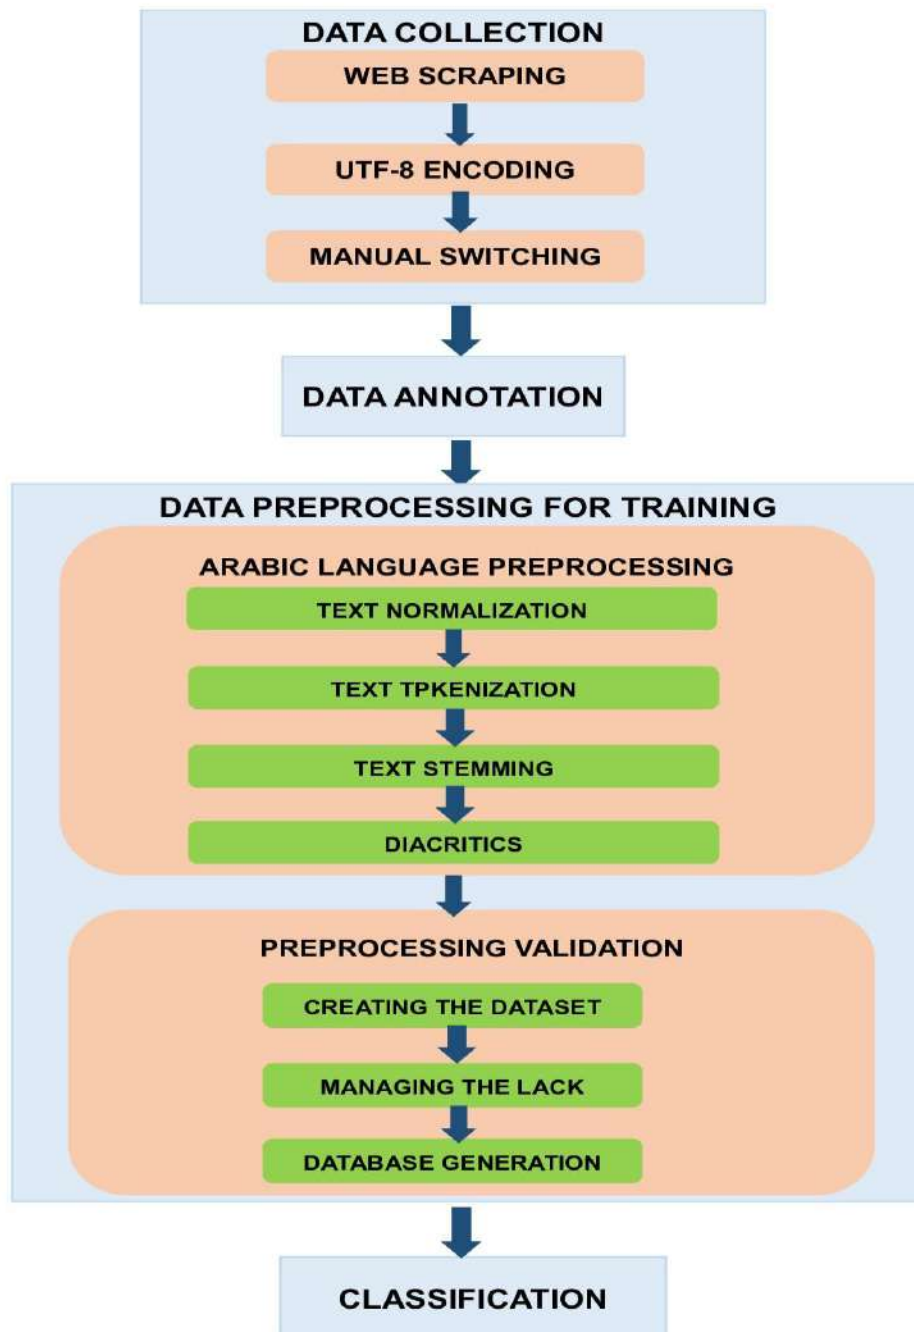 DATA COLLECTION
WEB SCRAPING
UTF-8 ENCODING
MANUAL SWITCHING
DATA ANNOTATION
DATA PREPROCESSING FOR TRAINING
ARABIC LANGUAGE PREPROCESSING
TEXT NORMALIZATION
TEXT TPKENIZATION
TEXT STEMMING
DIACRITICS
PREPROCESSING VALIDATION
CREATING THE DATASET
MANAGING THE LACK
DATABASE GENERATION
CLASSIFICATION